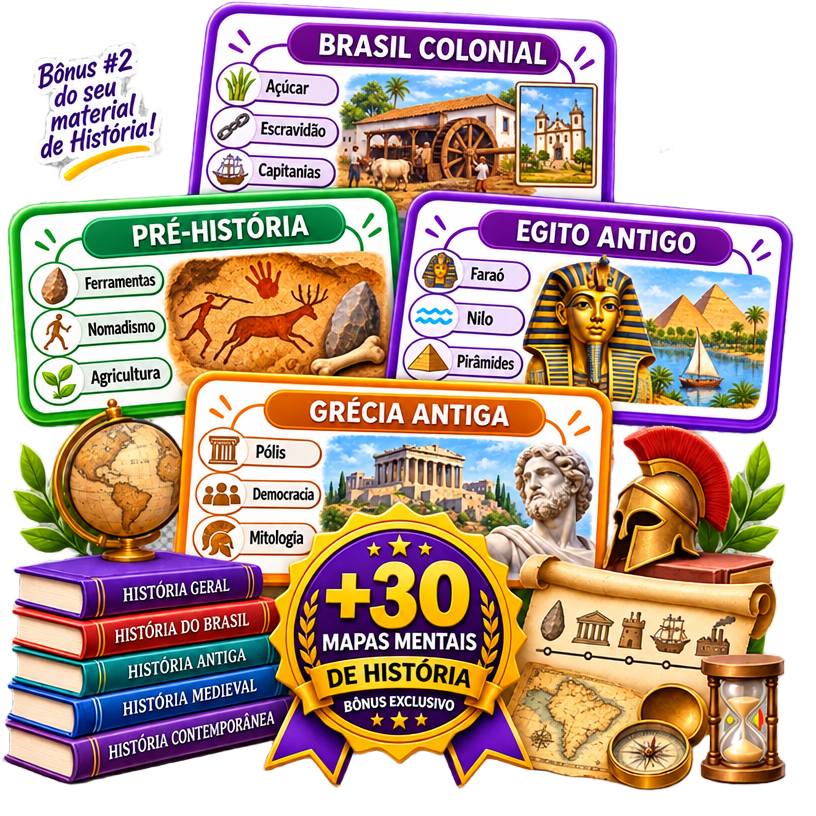 Bônus #2
do seu
material
de História!
BRASIL COLONIAL
Açúcar
Escravidão
Capitanias
PRÉ-HISTÓRIA
Ferramentas
Nomadismo
Agricultura
EGITO ANTIGO
Faraó
Nilo
Pirâmides
GRÉCIA ANTIGA
Pólis
Democracia
Mitologia
HISTÓRIA GERAL
HISTÓRIA DO BRASIL
HISTÓRIA ANTIGA
HISTÓRIA MEDIEVAL
HISTÓRIA CONTEMPORÂNEA
+30
MAPAS MENTAIS
DE HISTÓRIA
BÔNUS EXCLUSIVO